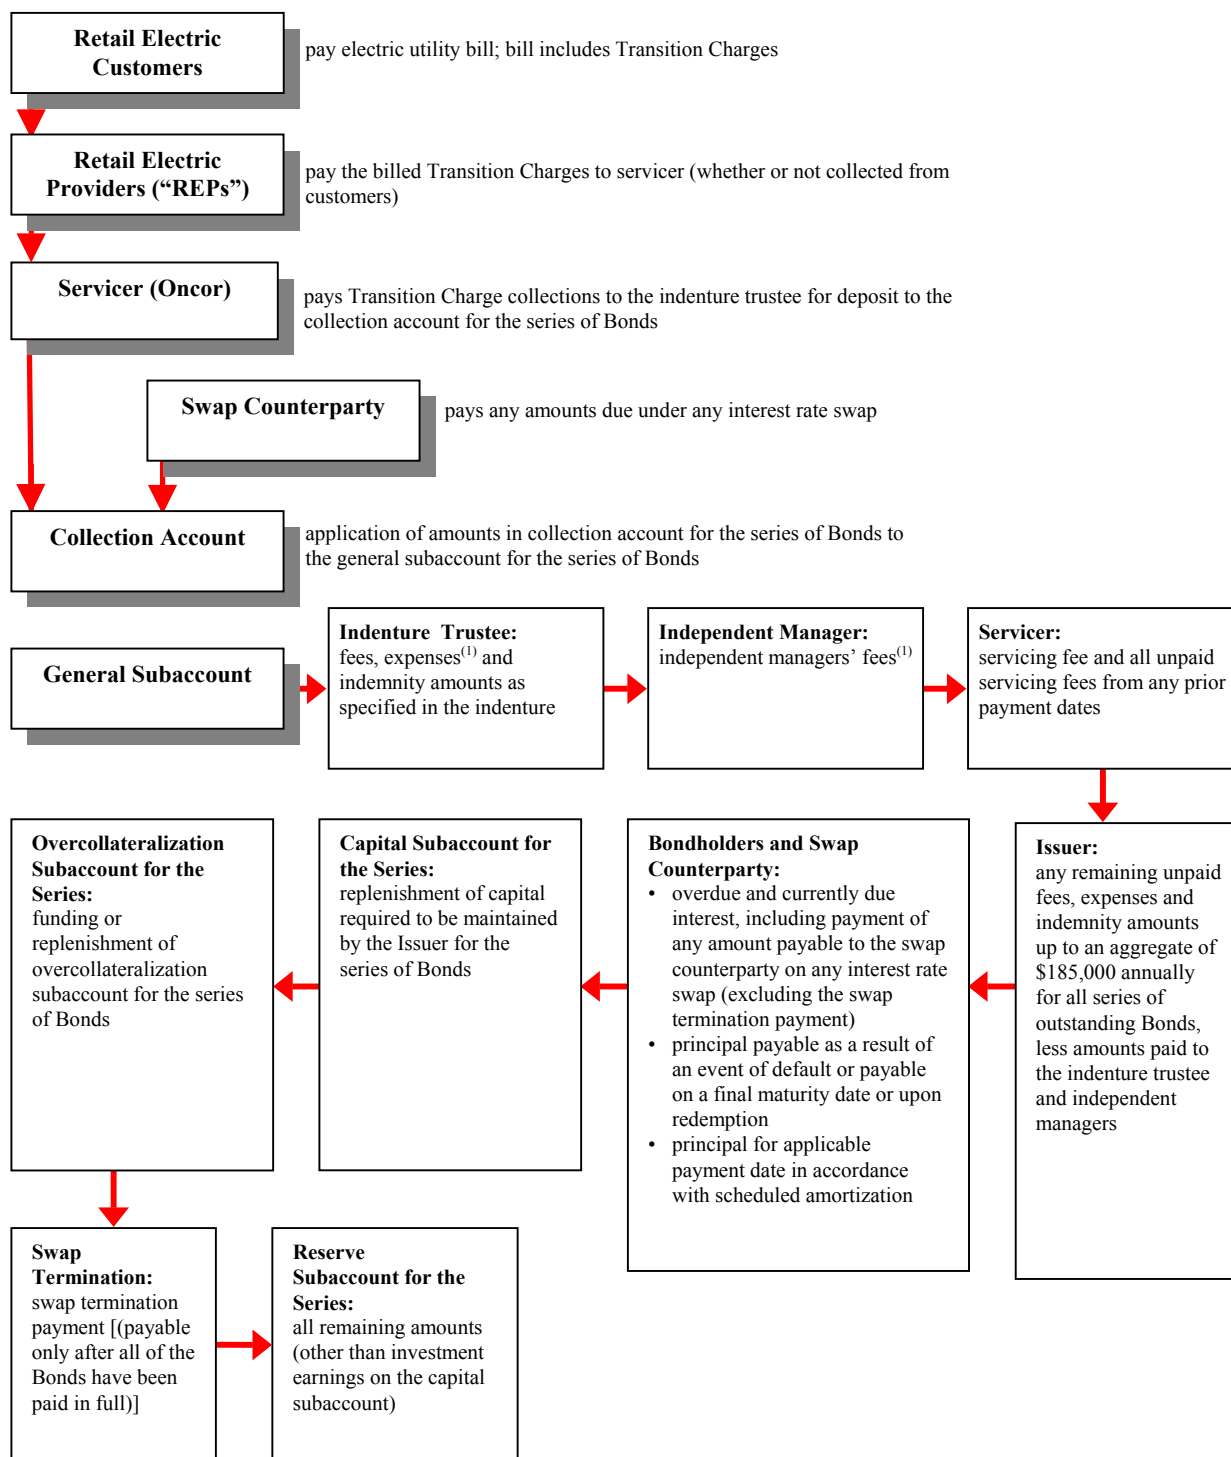 Retail Electric
Customers
pay electric utility bill; bill includes Transition Charges
Retail Electric
Providers (“REPs”)
pay the billed Transition Charges to servicer (whether or not collected from
customers)
Servicer (Oncor)
pays Transition Charge collections to the indenture trustee for deposit to the
collection account for the series of Bonds
Swap Counterparty
pays any amounts due under any interest rate swap
Collection Account
application of amounts in collection account for the series of Bonds to
the general subaccount for the series of Bonds
General Subaccount
Indenture Trustee:
fees, expenses(1) and
indemnity amounts as
specified in the indenture
Independent Manager:
independent managers’ fees(1)
Servicer:
servicing fee and all unpaid
servicing fees from any prior
payment dates
Issuer:
any remaining unpaid
fees, expenses and
indemnity amounts
up to an aggregate of
$185,000 annually
for all series of
outstanding Bonds,
less amounts paid to
the indenture trustee
and independent
managers
Bondholders and Swap
Counterparty:
• overdue and currently due
interest, including payment of
any amount payable to the swap
counterparty on any interest rate
swap (excluding the swap
termination payment)
• principal payable as a result of
an event of default or payable
on a final maturity date or upon
redemption
• principal for applicable
payment date in accordance
with scheduled amortization
Capital Subaccount for
the Series:
replenishment of capital
required to be maintained
by the Issuer for the
series of Bonds
Overcollateralization
Subaccount for the
Series:
funding or
replenishment of
overcollateralization
subaccount for the series
of Bonds
Swap
Termination:
swap termination
payment [(payable
only after all of the
Bonds have been
paid in full)]
Reserve
Subaccount for the
Series:
all remaining amounts
(other than investment
earnings on the capital
subaccount)